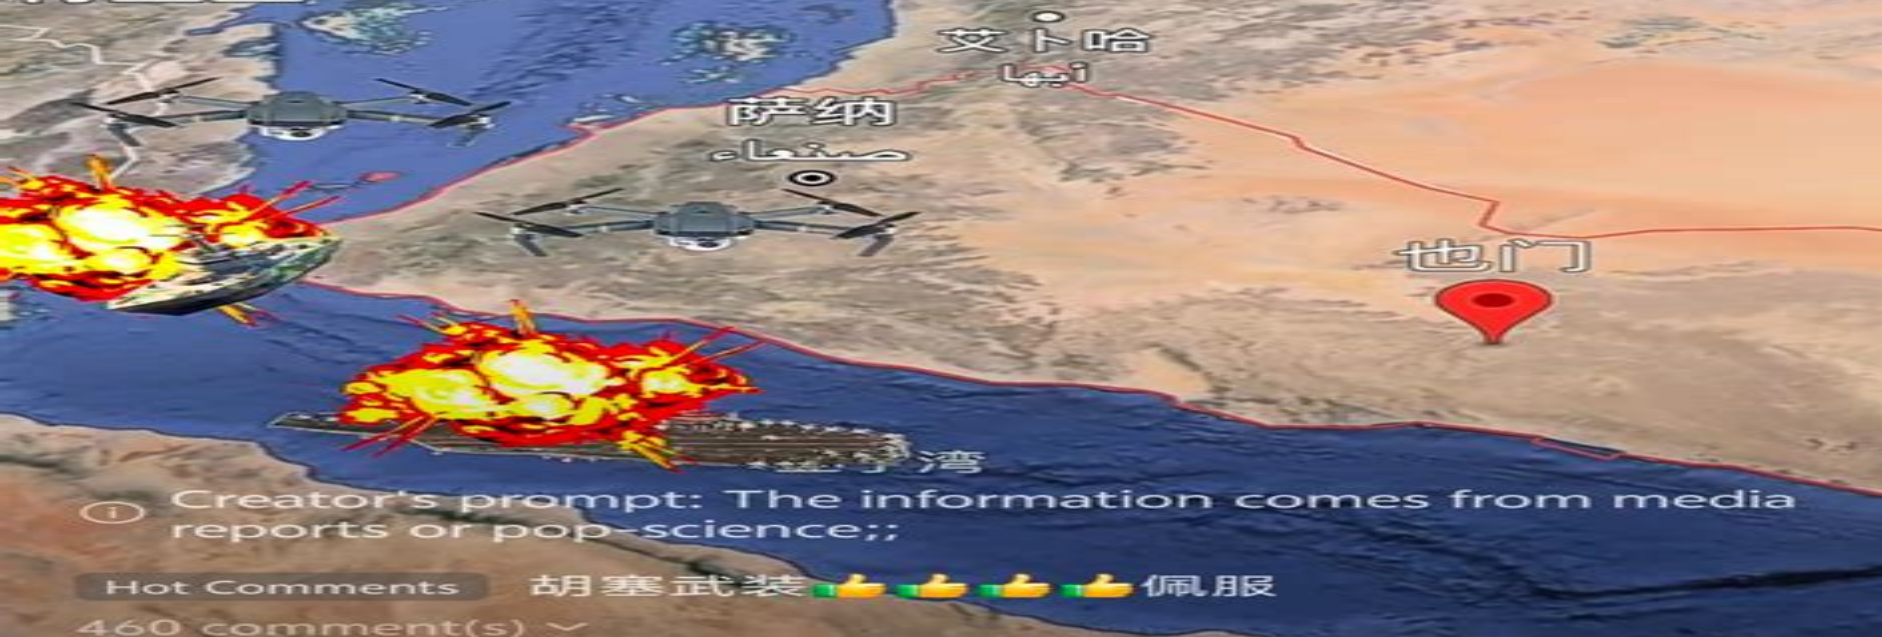 艾卜哈
أبها
萨纳
صنعاء
也门
湾
Creator's prompt: The information comes from media
reports or pop-science;;
Hot Comments
胡塞武装👍👍👍👍佩服
460 comment(s)